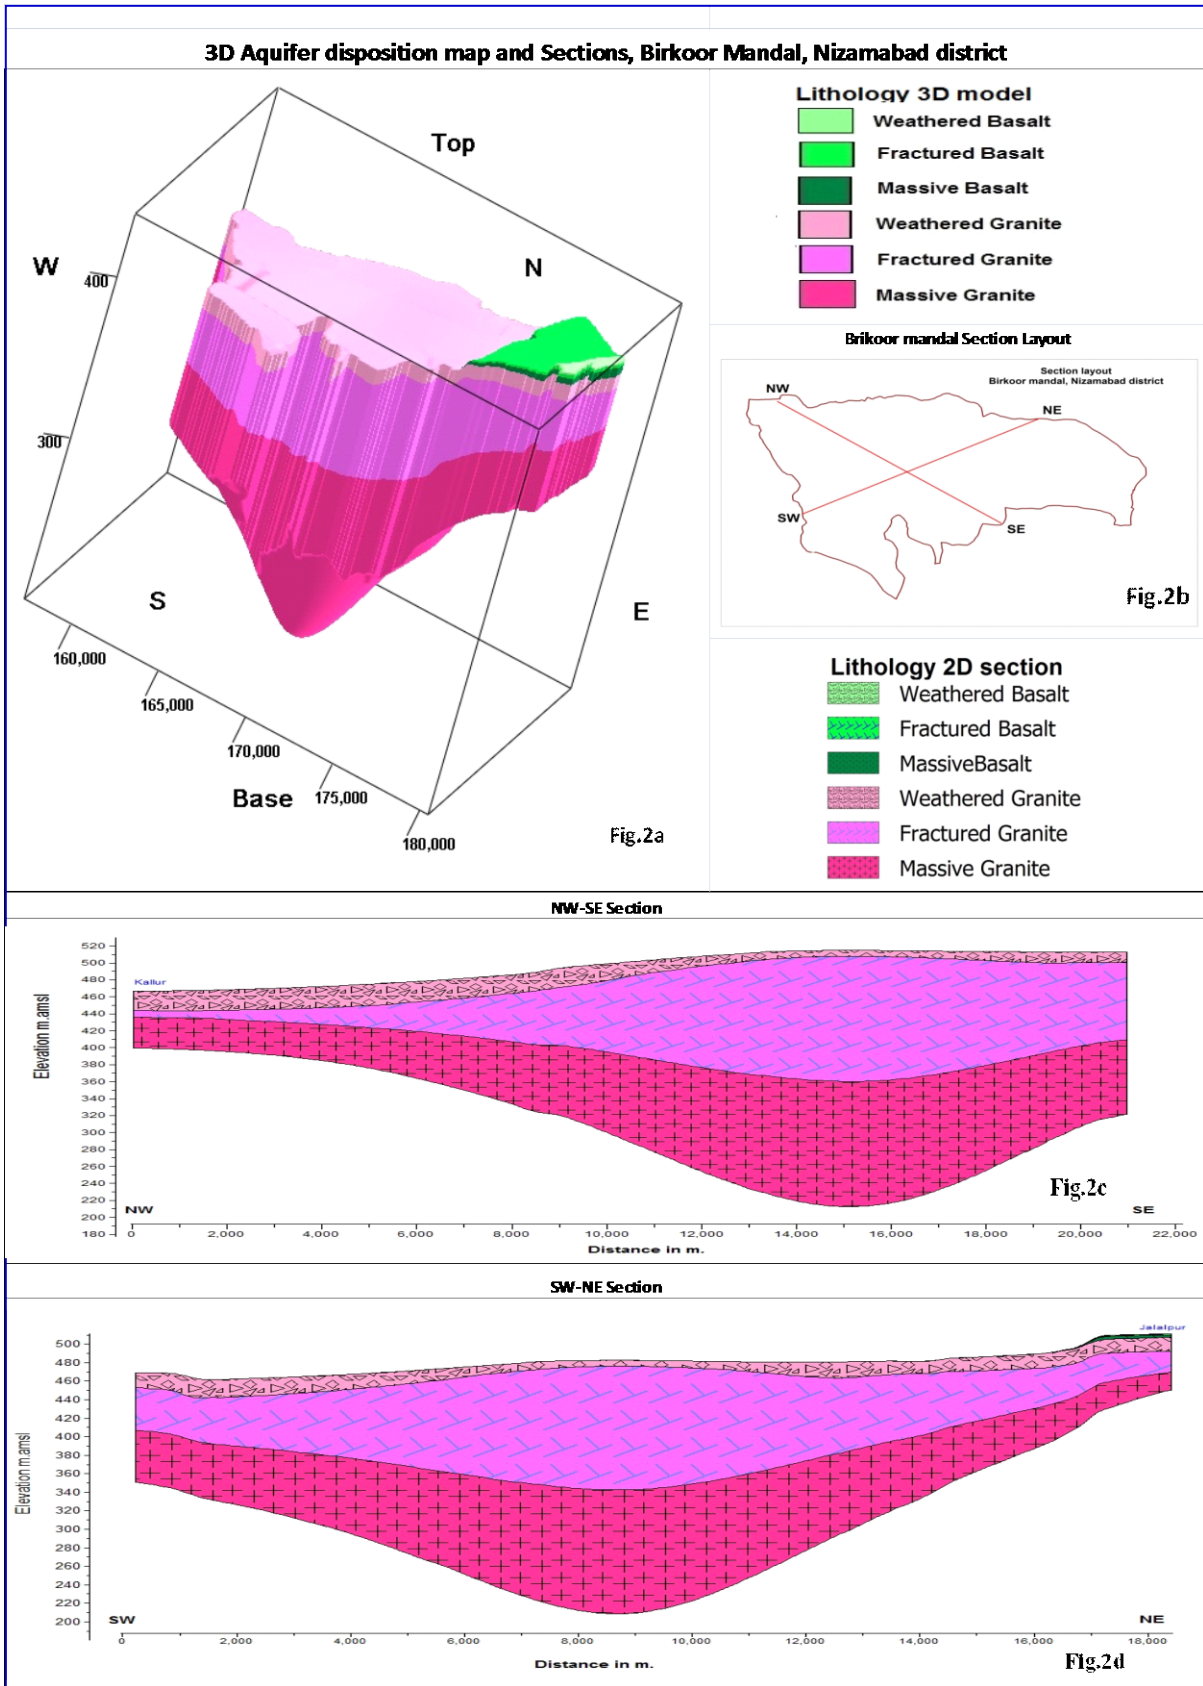 3D Aquifer disposition map and Sections, Birkoor Mandal, Nizamabad district
Top
W
N
400
300
S
E
160,000
165,000
170,000
175,000
180,000
Base
Fig.2a
Lithology 3D model
Weathered Basalt
Fractured Basalt
Massive Basalt
Weathered Granite
Fractured Granite
Massive Granite
Brikoor mandal Section Layout
Section layout
Birkoor mandal, Nizamabad district
NW
NE
SW
SE
Fig.2b
Lithology 2D section
Weathered Basalt
Fractured Basalt
MassiveBasalt
Weathered Granite
Fractured Granite
Massive Granite
NW-SE Section
Elevation m.amsl
520
500
480
460
440
420
400
380
360
340
320
300
280
260
240
220
200
180
Kallur
Fig.2c
NW
SE
0 2,000 4,000 6,000 8,000 10,000 12,000 14,000 16,000 18,000 20,000 22,000
Distance in m.
SW-NE Section
Elevation m.amsl
500
480
460
440
420
400
380
360
340
320
300
280
260
240
220
200
Jalalpur
SW
NE
0 2,000 4,000 6,000 8,000 10,000 12,000 14,000 16,000 18,000
Distance in m.
Fig.2d